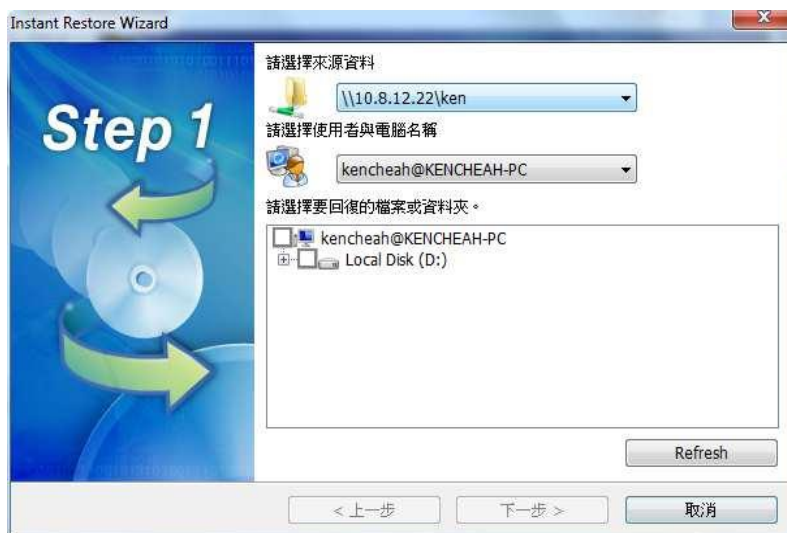 Instant Restore Wizard
Step 1
請選擇來源資料
\\10.8.12.22\ken
請選擇使用者與電腦名稱
kencheah@KENCHEAH-PC
請選擇要回復的檔案或資料夾。
kencheah@KENCHEAH-PC
Local Disk (D:)
Refresh
< 上一步
下一步 >
取消